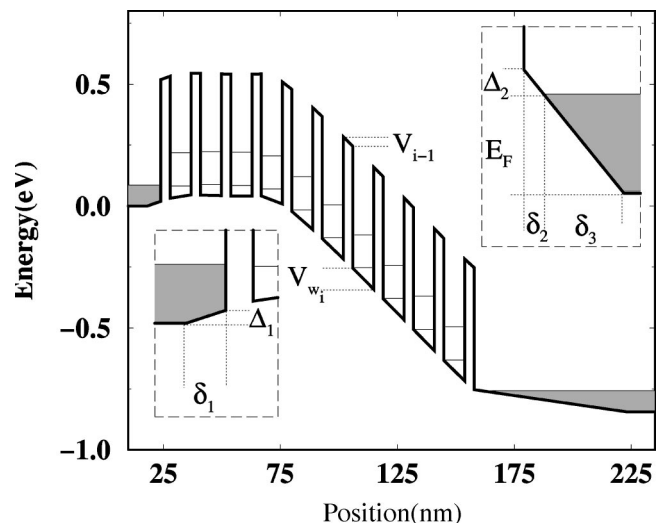 Energy(eV)
0.5
0.0
−0.5
−1.0
25
75
125
175
225
Position(nm)
V_{i−1}
V_{w_i}
Δ_1
δ_1
Δ_2
E_F
δ_2 δ_3